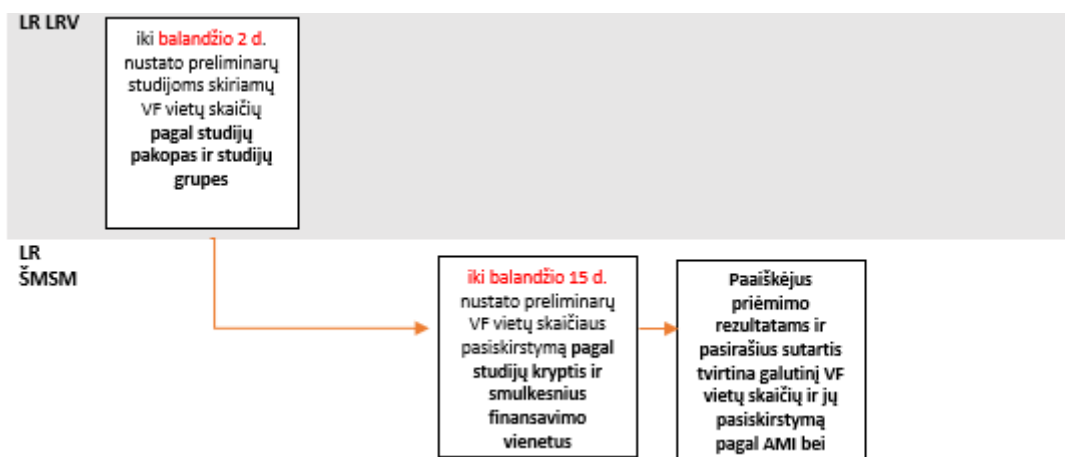 LR LRV
iki balandžio 2 d.
nustato preliminarų
studijoms skiriamų
VF vietų skaičių
pagal studijų
pakopas ir studijų
grupes
LR
ŠMSM
iki balandžio 15 d.
nustato preliminarų
VF vietų skaičiaus
pasiskirstymą pagal
studijų kryptis ir
smulkesnius
finansavimo
vienetus
Paaiškėjus
priėmimo
rezultatams ir
pasirašius sutartis
tvirtina galutinį VF
vietų skaičių ir jų
pasiskirstymą
pagal AMI bei